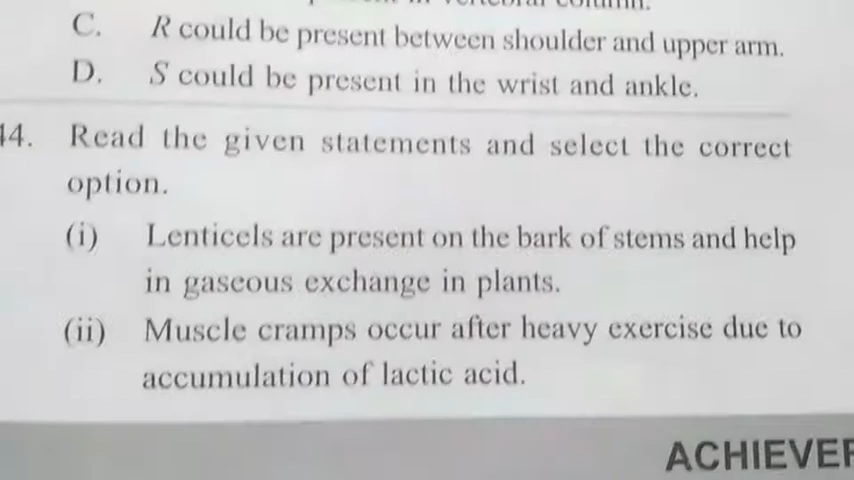 C. R could be present between shoulder and upper arm.
D. S could be present in the wrist and ankle.
14. Read the given statements and select the correct
option.
(i) Lenticels are present on the bark of stems and help
in gaseous exchange in plants.
(ii) Muscle cramps occur after heavy exercise due to
accumulation of lactic acid.
ACHIEVER